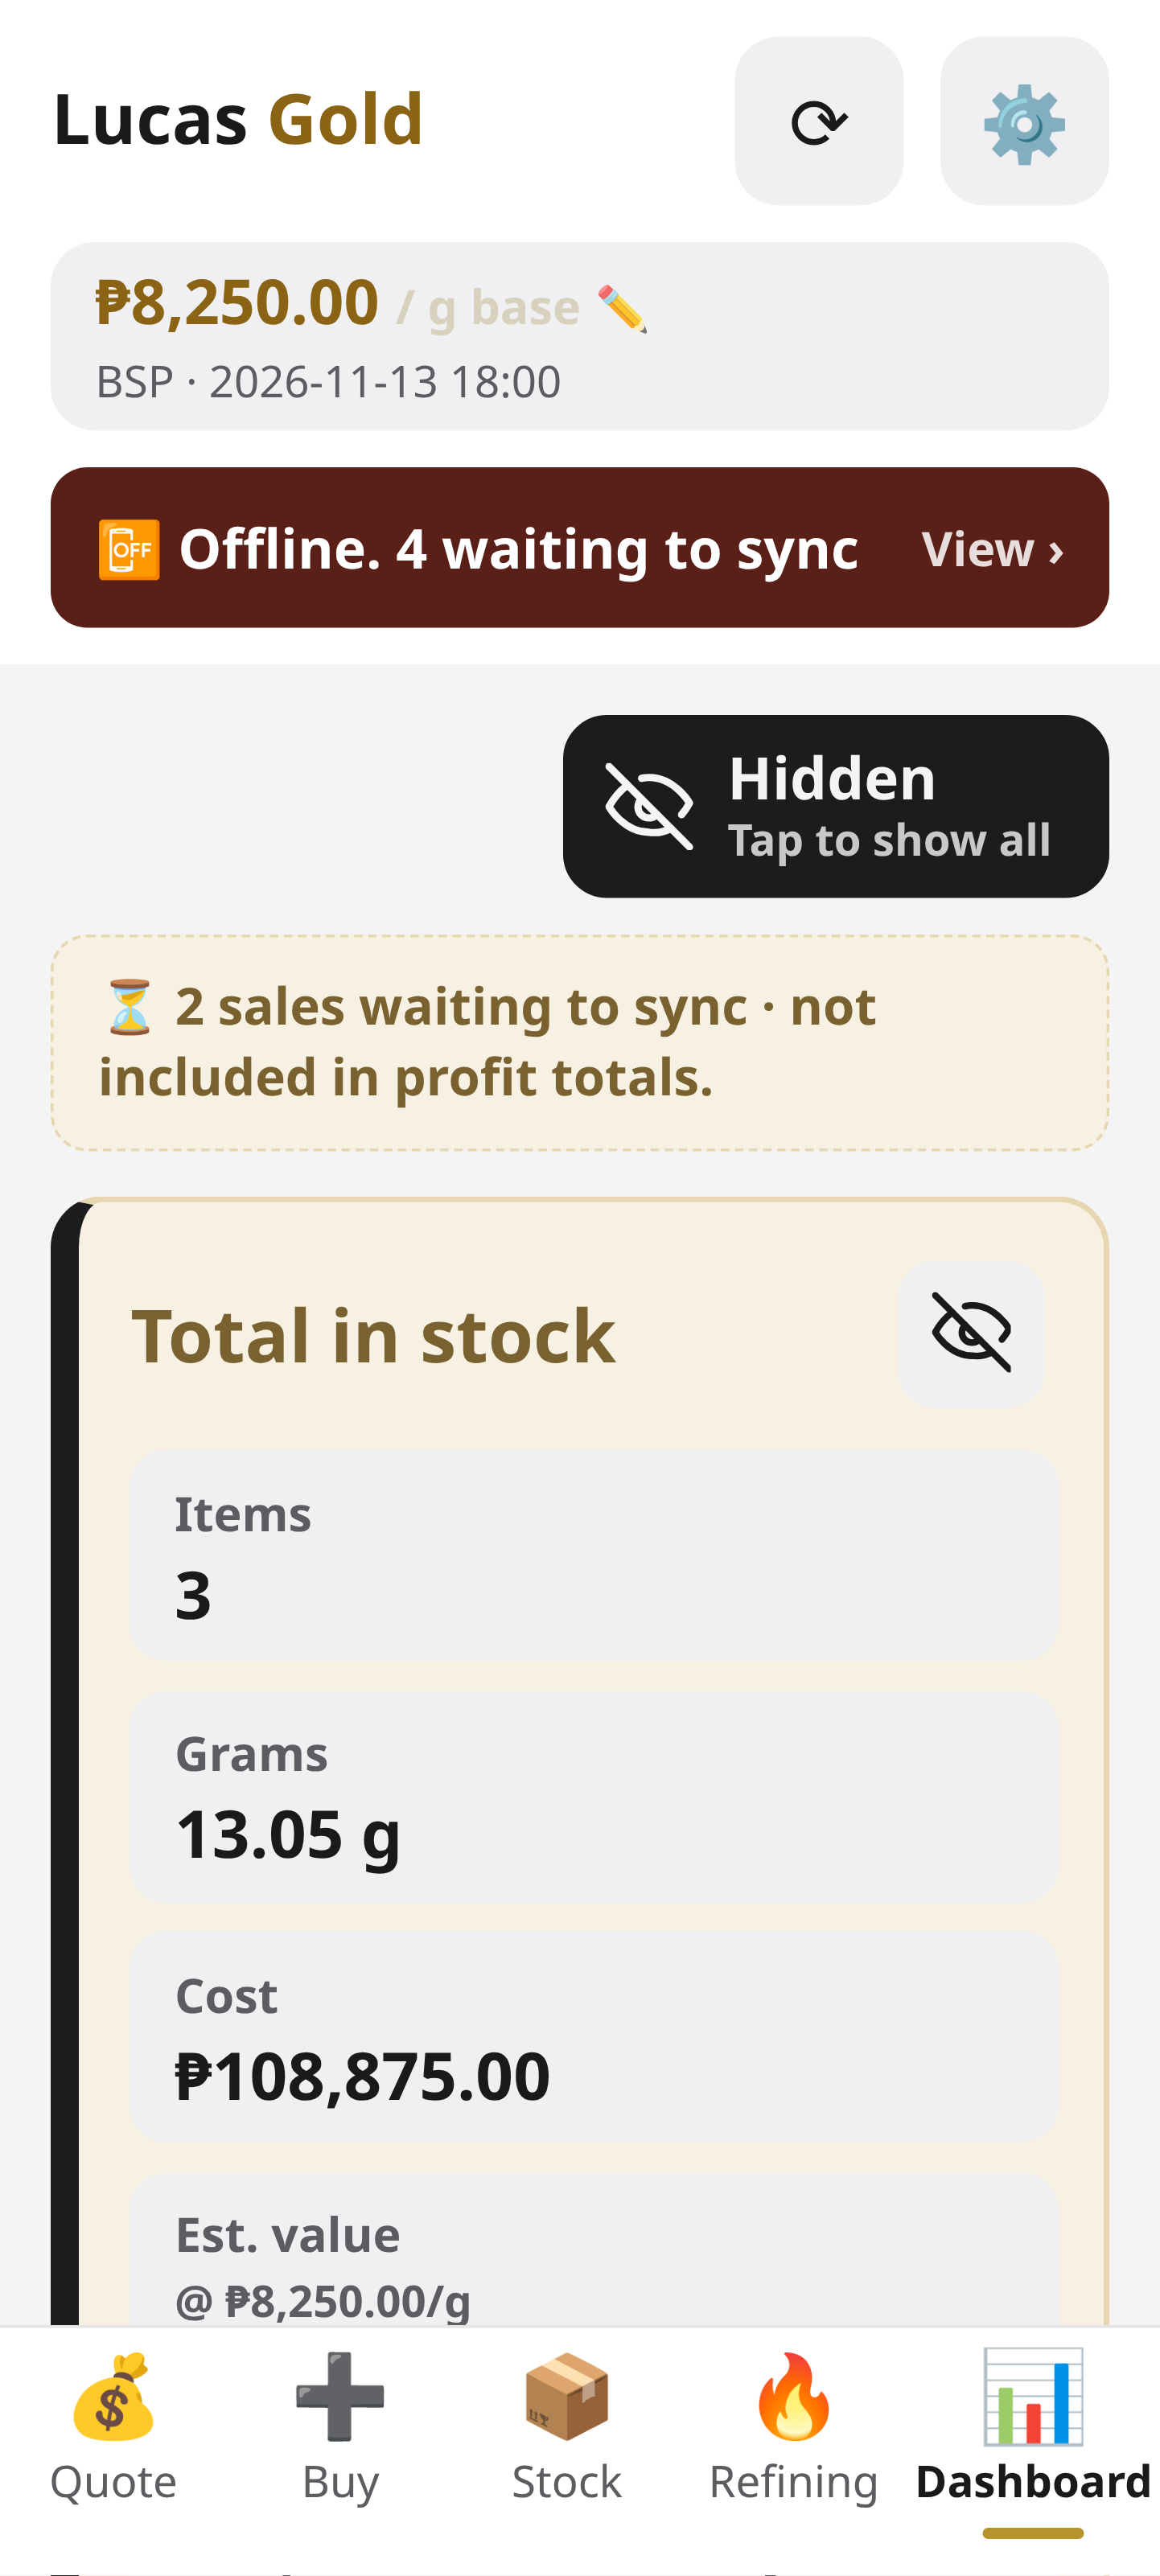 Lucas Gold
₱8,250.00 / g base
BSP · 2026-11-13 18:00
OFF Offline. 4 waiting to sync View ›
Hidden
Tap to show all
2 sales waiting to sync · not
included in profit totals.
Total in stock
Items
3
Grams
13.05 g
Cost
₱108,875.00
Est. value
@ ₱8,250.00/g
Quote Buy Stock Refining Dashboard